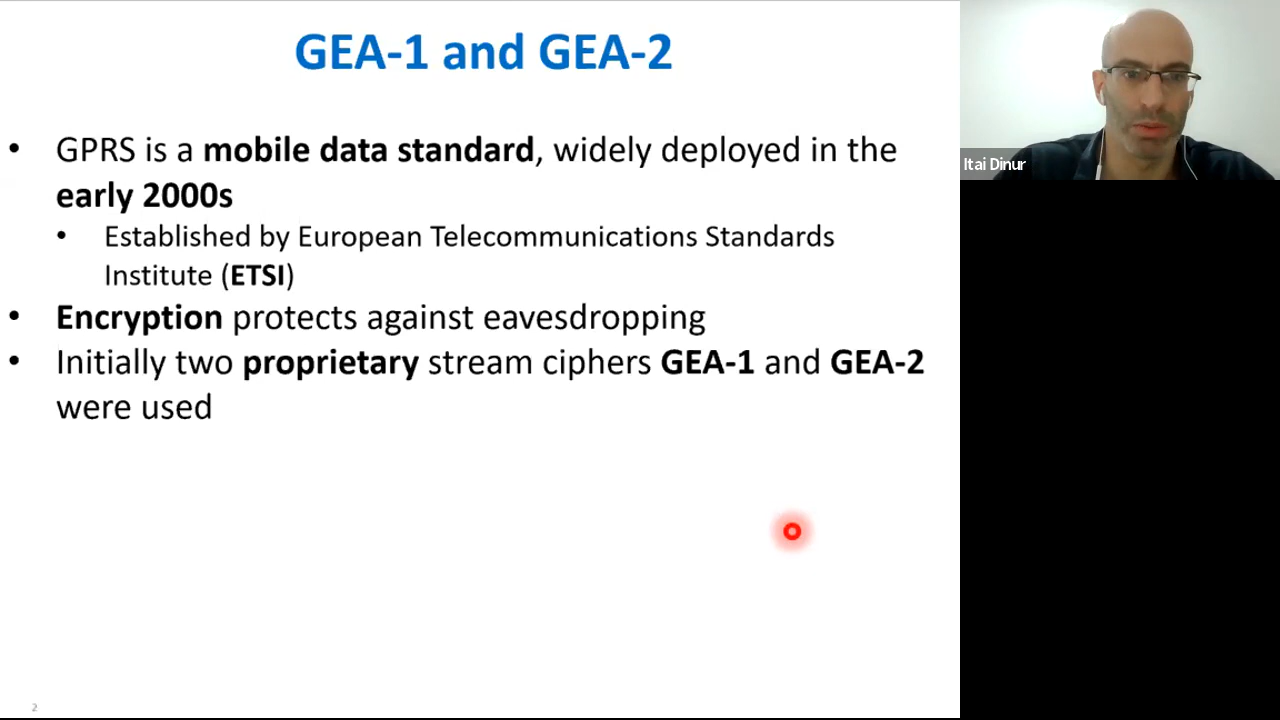 GEA-1 and GEA-2
• GPRS is a mobile data standard, widely deployed in the
early 2000s
• Established by European Telecommunications Standards
Institute (ETSI)
• Encryption protects against eavesdropping
• Initially two proprietary stream ciphers GEA-1 and GEA-2
were used
2
Itai Dinur